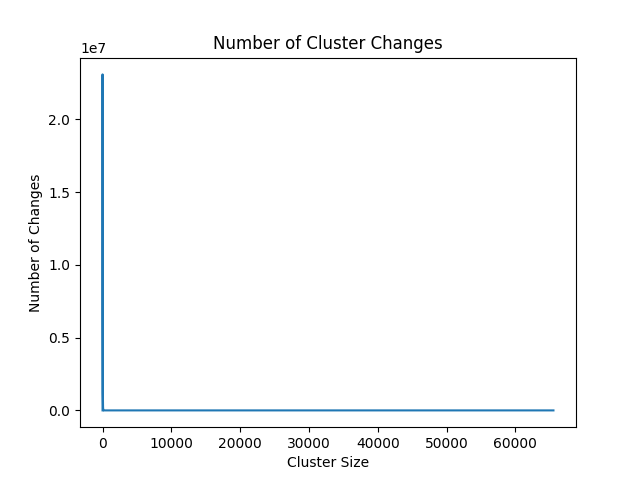 Number of Cluster Changes
1e7
2.0
1.5
1.0
0.5
0.0
Number of Changes
0 10000 20000 30000 40000 50000 60000
Cluster Size